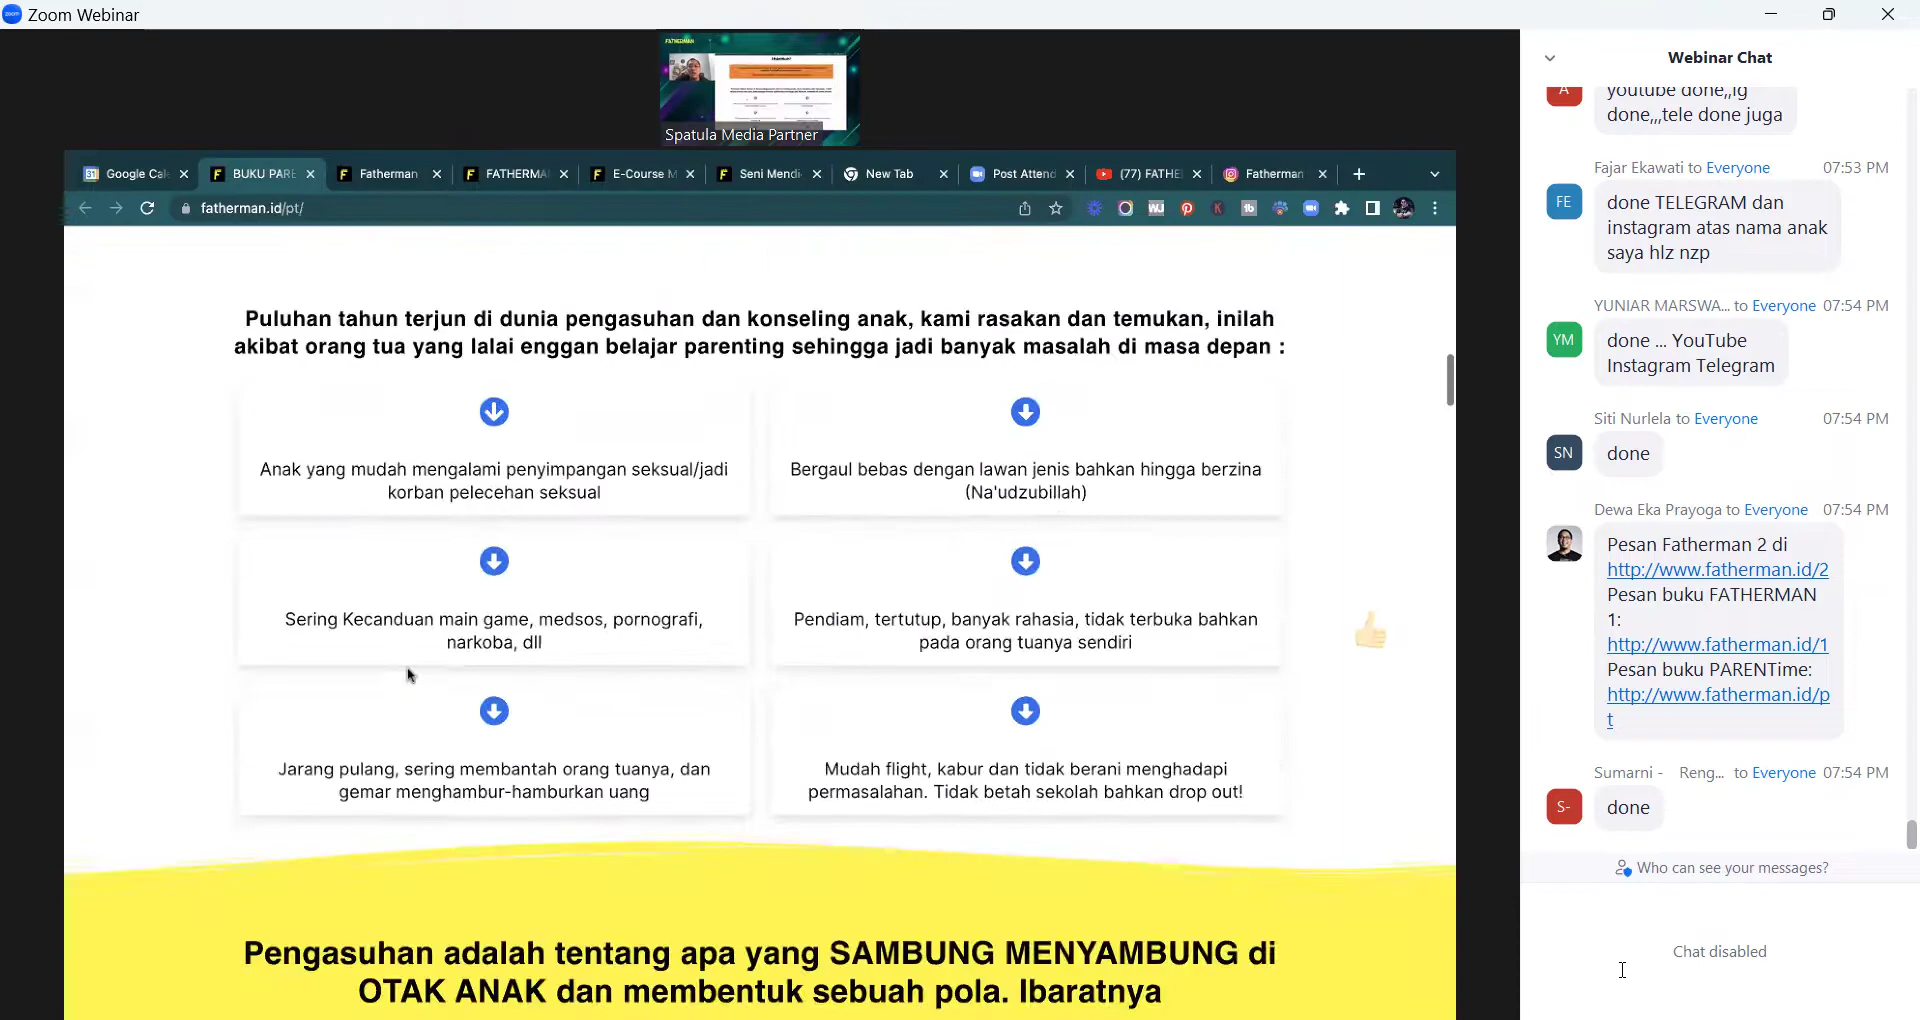 Zoom Webinar
FATHERMAN
Spatula Media Partner
Google Cal
BUKU PARE
Fatherman
FATHERMA
E-Course M
Seni Mendi
New Tab
Post Attend
(77) FATHE
Fatherman
fatherman.id/pt/
Puluhan tahun terjun di dunia pengasuhan dan konseling anak, kami rasakan dan temukan, inilah
akibat orang tua yang lalai enggan belajar parenting sehingga jadi banyak masalah di masa depan :
Anak yang mudah mengalami penyimpangan seksual/jadi
korban pelecehan seksual
Bergaul bebas dengan lawan jenis bahkan hingga berzina
(Na'udzubillah)
Sering Kecanduan main game, medsos, pornografi,
narkoba, dll
Pendiam, tertutup, banyak rahasia, tidak terbuka bahkan
pada orang tuanya sendiri
Jarang pulang, sering membantah orang tuanya, dan
gemar menghambur-hamburkan uang
Mudah flight, kabur dan tidak berani menghadapi
permasalahan. Tidak betah sekolah bahkan drop out!
Pengasuhan adalah tentang apa yang SAMBUNG MENYAMBUNG di
OTAK ANAK dan membentuk sebuah pola. Ibaratnya
Webinar Chat
A
youtube done,,ig
done,,,tele done juga
Fajar Ekawati to Everyone 07:53 PM
FE
done TELEGRAM dan
instagram atas nama anak
saya hlz nzp
YUNIAR MARSWA... to Everyone 07:54 PM
YM
done ... YouTube
Instagram Telegram
Siti Nurlela to Everyone 07:54 PM
SN
done
Dewa Eka Prayoga to Everyone 07:54 PM
Pesan Fatherman 2 di
http://www.fatherman.id/2
Pesan buku FATHERMAN
1:
http://www.fatherman.id/1
Pesan buku PARENTime:
http://www.fatherman.id/p
t
Sumarni - Reng... to Everyone 07:54 PM
S-
done
Who can see your messages?
Chat disabled